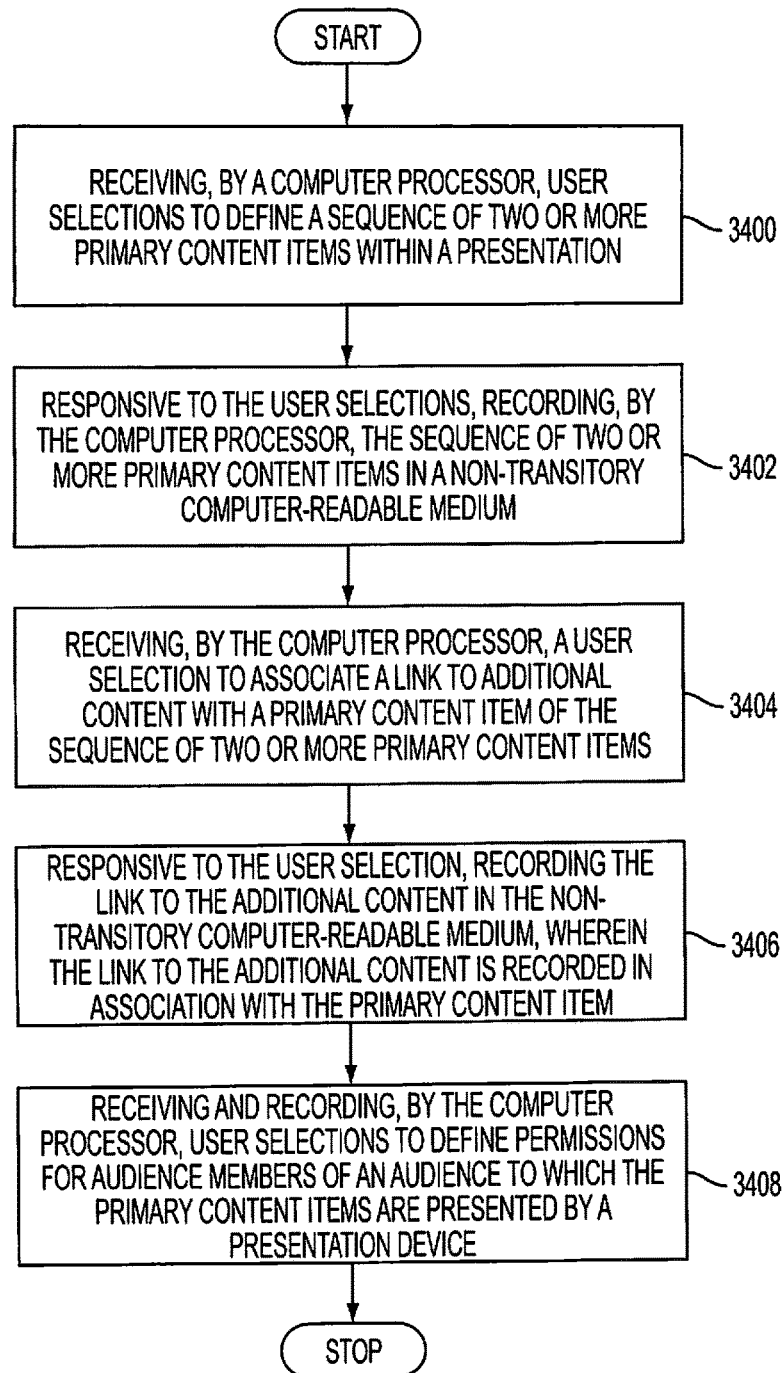 START
RECEIVING, BY A COMPUTER PROCESSOR, USER
SELECTIONS TO DEFINE A SEQUENCE OF TWO OR MORE
PRIMARY CONTENT ITEMS WITHIN A PRESENTATION
3400
RESPONSIVE TO THE USER SELECTIONS, RECORDING, BY
THE COMPUTER PROCESSOR, THE SEQUENCE OF TWO OR
MORE PRIMARY CONTENT ITEMS IN A NON-TRANSITORY
COMPUTER-READABLE MEDIUM
3402
RECEIVING, BY THE COMPUTER PROCESSOR, A USER
SELECTION TO ASSOCIATE A LINK TO ADDITIONAL
CONTENT WITH A PRIMARY CONTENT ITEM OF THE
SEQUENCE OF TWO OR MORE PRIMARY CONTENT ITEMS
3404
RESPONSIVE TO THE USER SELECTION, RECORDING THE
LINK TO THE ADDITIONAL CONTENT IN THE NON-
TRANSITORY COMPUTER-READABLE MEDIUM, WHEREIN
THE LINK TO THE ADDITIONAL CONTENT IS RECORDED IN
ASSOCIATION WITH THE PRIMARY CONTENT ITEM
3406
RECEIVING AND RECORDING, BY THE COMPUTER
PROCESSOR, USER SELECTIONS TO DEFINE PERMISSIONS
FOR AUDIENCE MEMBERS OF AN AUDIENCE TO WHICH THE
PRIMARY CONTENT ITEMS ARE PRESENTED BY A
PRESENTATION DEVICE
3408
STOP